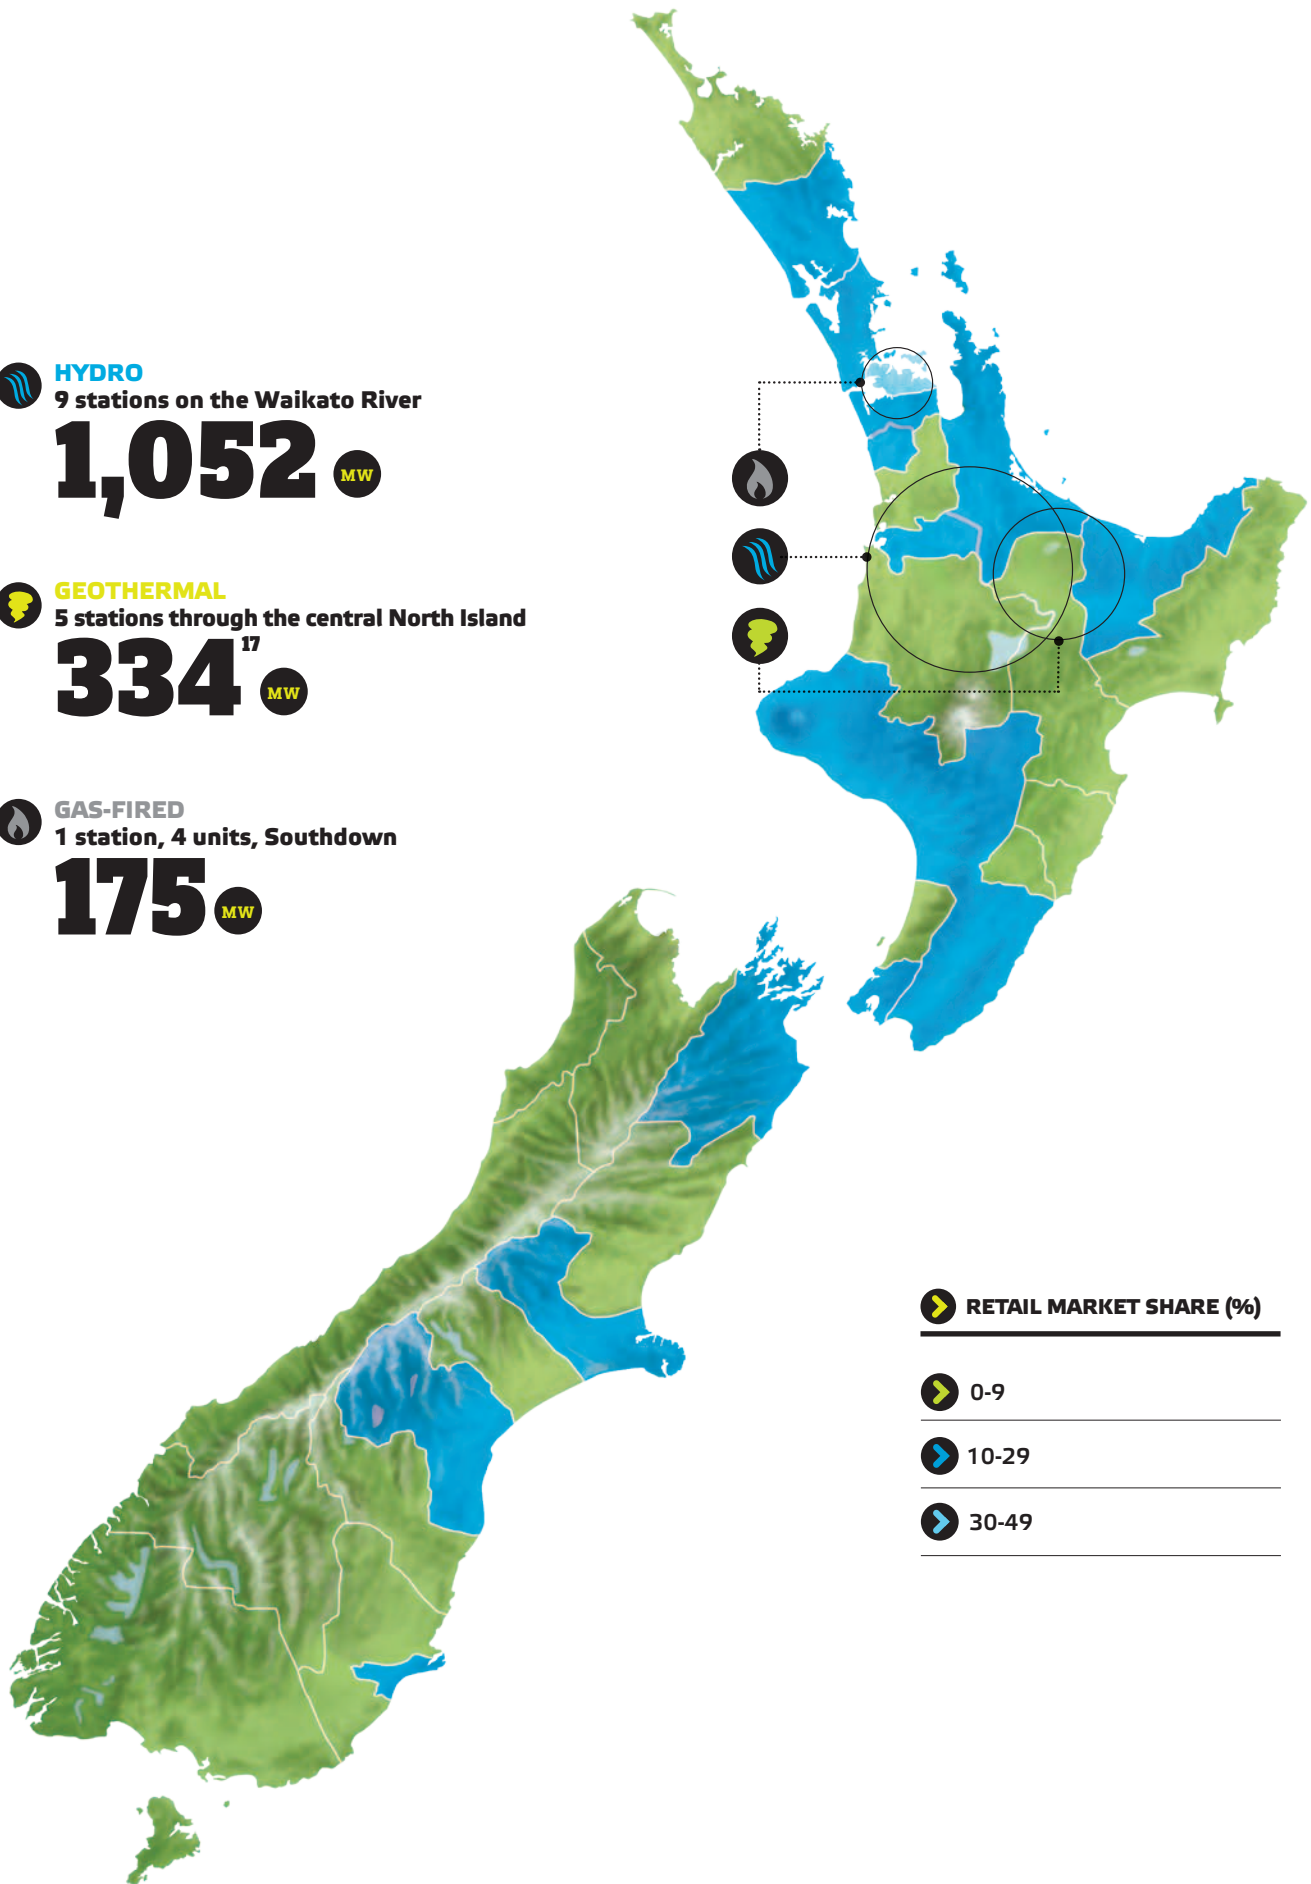 HYDRO
9 stations on the Waikato River
1,052 MW
GEOTHERMAL
5 stations through the central North Island
334 17 MW
GAS-FIRED
1 station, 4 units, Southdown
175 MW
RETAIL MARKET SHARE (%)
0-9
10-29
30-49